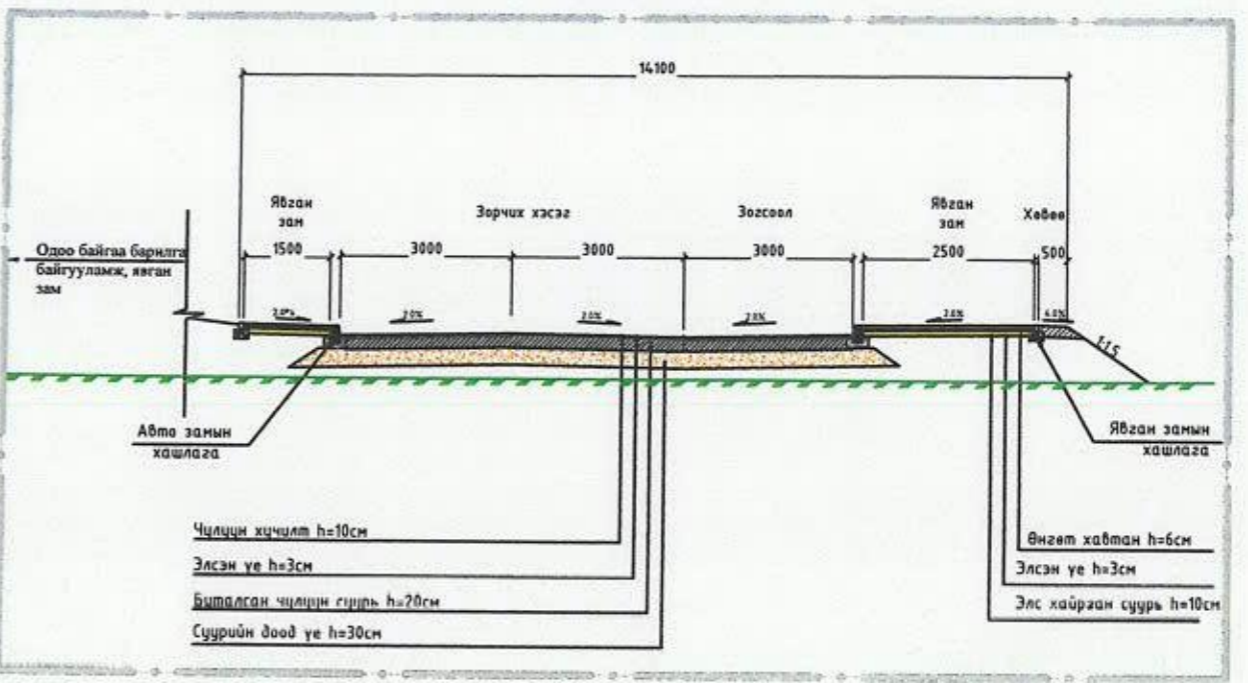 14100
Явган
зам
Зорчих хэсэг
Зогсоол
Явган
зам
Хөвөө
1500
3000
3000
3000
2500
500
Одоо байгаа барилга
байгууламж, явган
зам
2.0%
2.0%
2.0%
2.0%
2.0%
4.0%
1:1.5
Авто замын
хашлага
Явган замын
хашлага
Чулуун хучилт h=10см
Элсэн үе h=3см
Буталсан чулуун суурь h=20см
Суурийн доод үе h=30см
Өнгөт хавтан h=6см
Элсэн үе h=3см
Элс хайрган суурь h=10см